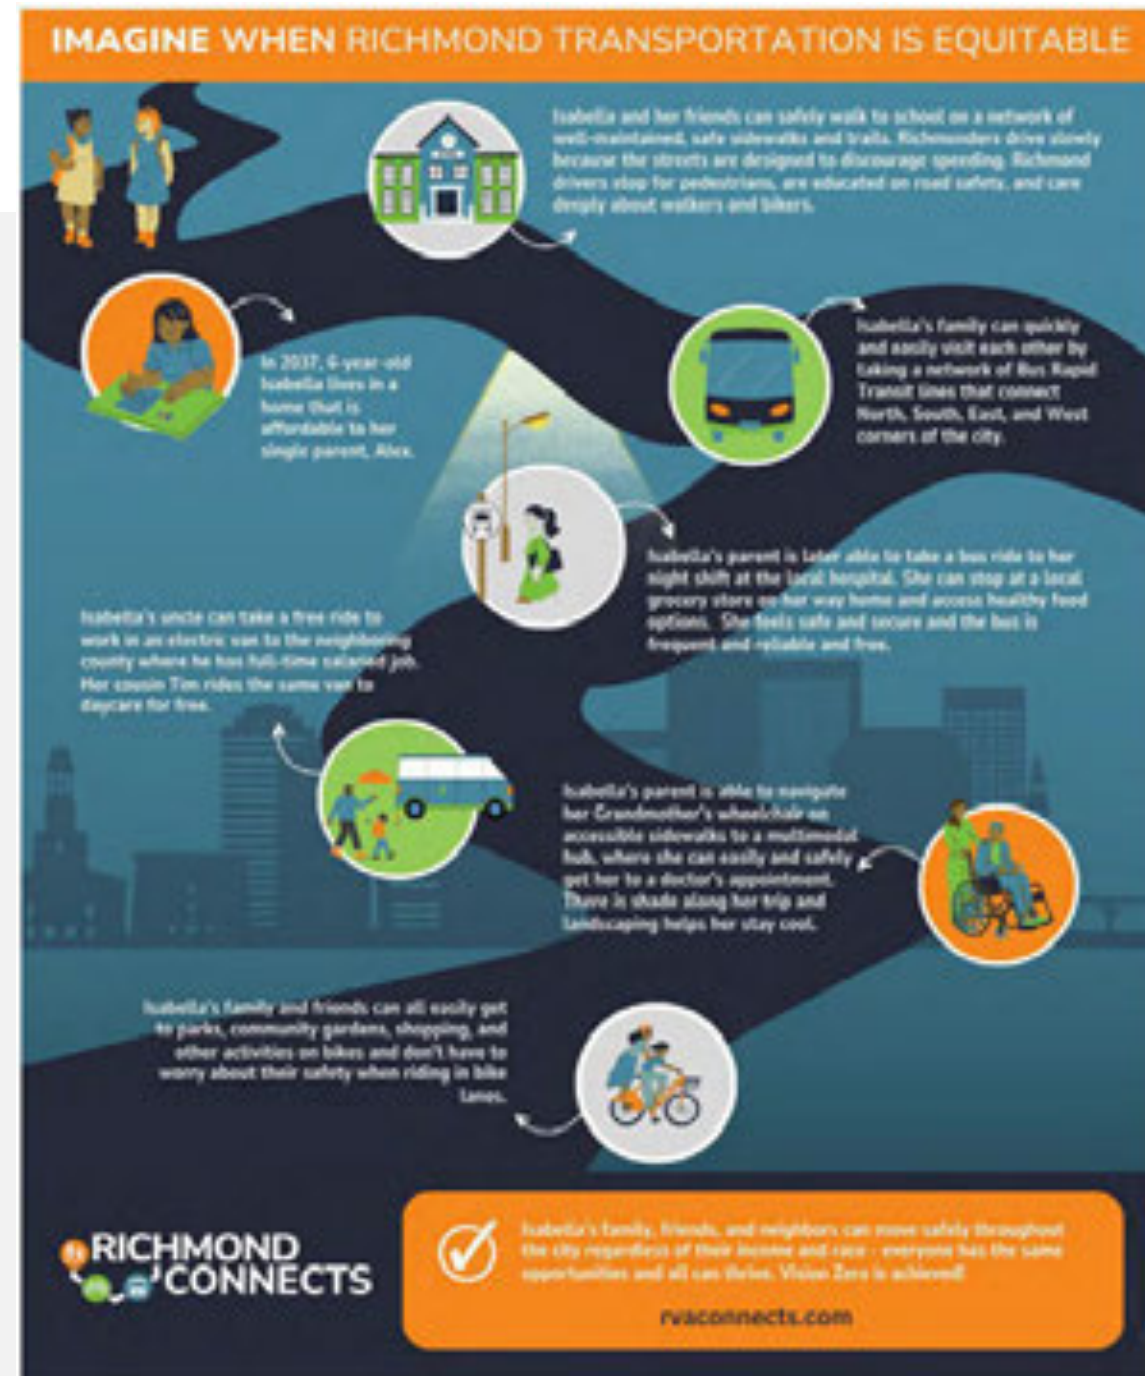 IMAGINE WHEN RICHMOND TRANSPORTATION IS EQUITABLE
Isabella and her friends can safely walk to school on a network of
well-maintained, safe sidewalks and trails. Richmonders drive slowly
because the streets are designed to discourage speeding. Richmond
drivers stop for pedestrians, are educated on road safety, and care
deeply about walkers and bikers.
In 2037, 6-year-old
Isabella lives in a
home that is
affordable to her
single parent, Alex.
Isabella's family can quickly
and easily visit each other by
taking a network of Bus Rapid
Transit lines that connect
North, South, East, and West
corners of the city.
Isabella's parent is later able to take a bus ride to her
night shift at the local hospital. She can stop at a local
grocery store on her way home and access healthy food
options. She feels safe and secure and the bus is
frequent and reliable and free.
Isabella's uncle can take a free ride to
work in an electric van to the neighboring
county where he has full-time salaried job.
Her cousin Tim rides the same van to
daycare for free.
Isabella's parent is able to navigate
her Grandmother's wheelchair on
accessible sidewalks to a multimodal
hub, where she can easily and safely
get her to a doctor's appointment.
There is shade along her trip and
landscaping helps her stay cool.
Isabella's family and friends can all easily get
to parks, community gardens, shopping, and
other activities on bikes and don't have to
worry about their safety when riding in bike
lanes.
RICHMOND
CONNECTS
Isabella's family, friends, and neighbors can move safely throughout
the city regardless of their income and race - everyone has the same
opportunities and all can thrive. Vision Zero is achieved!
rvaconnects.com